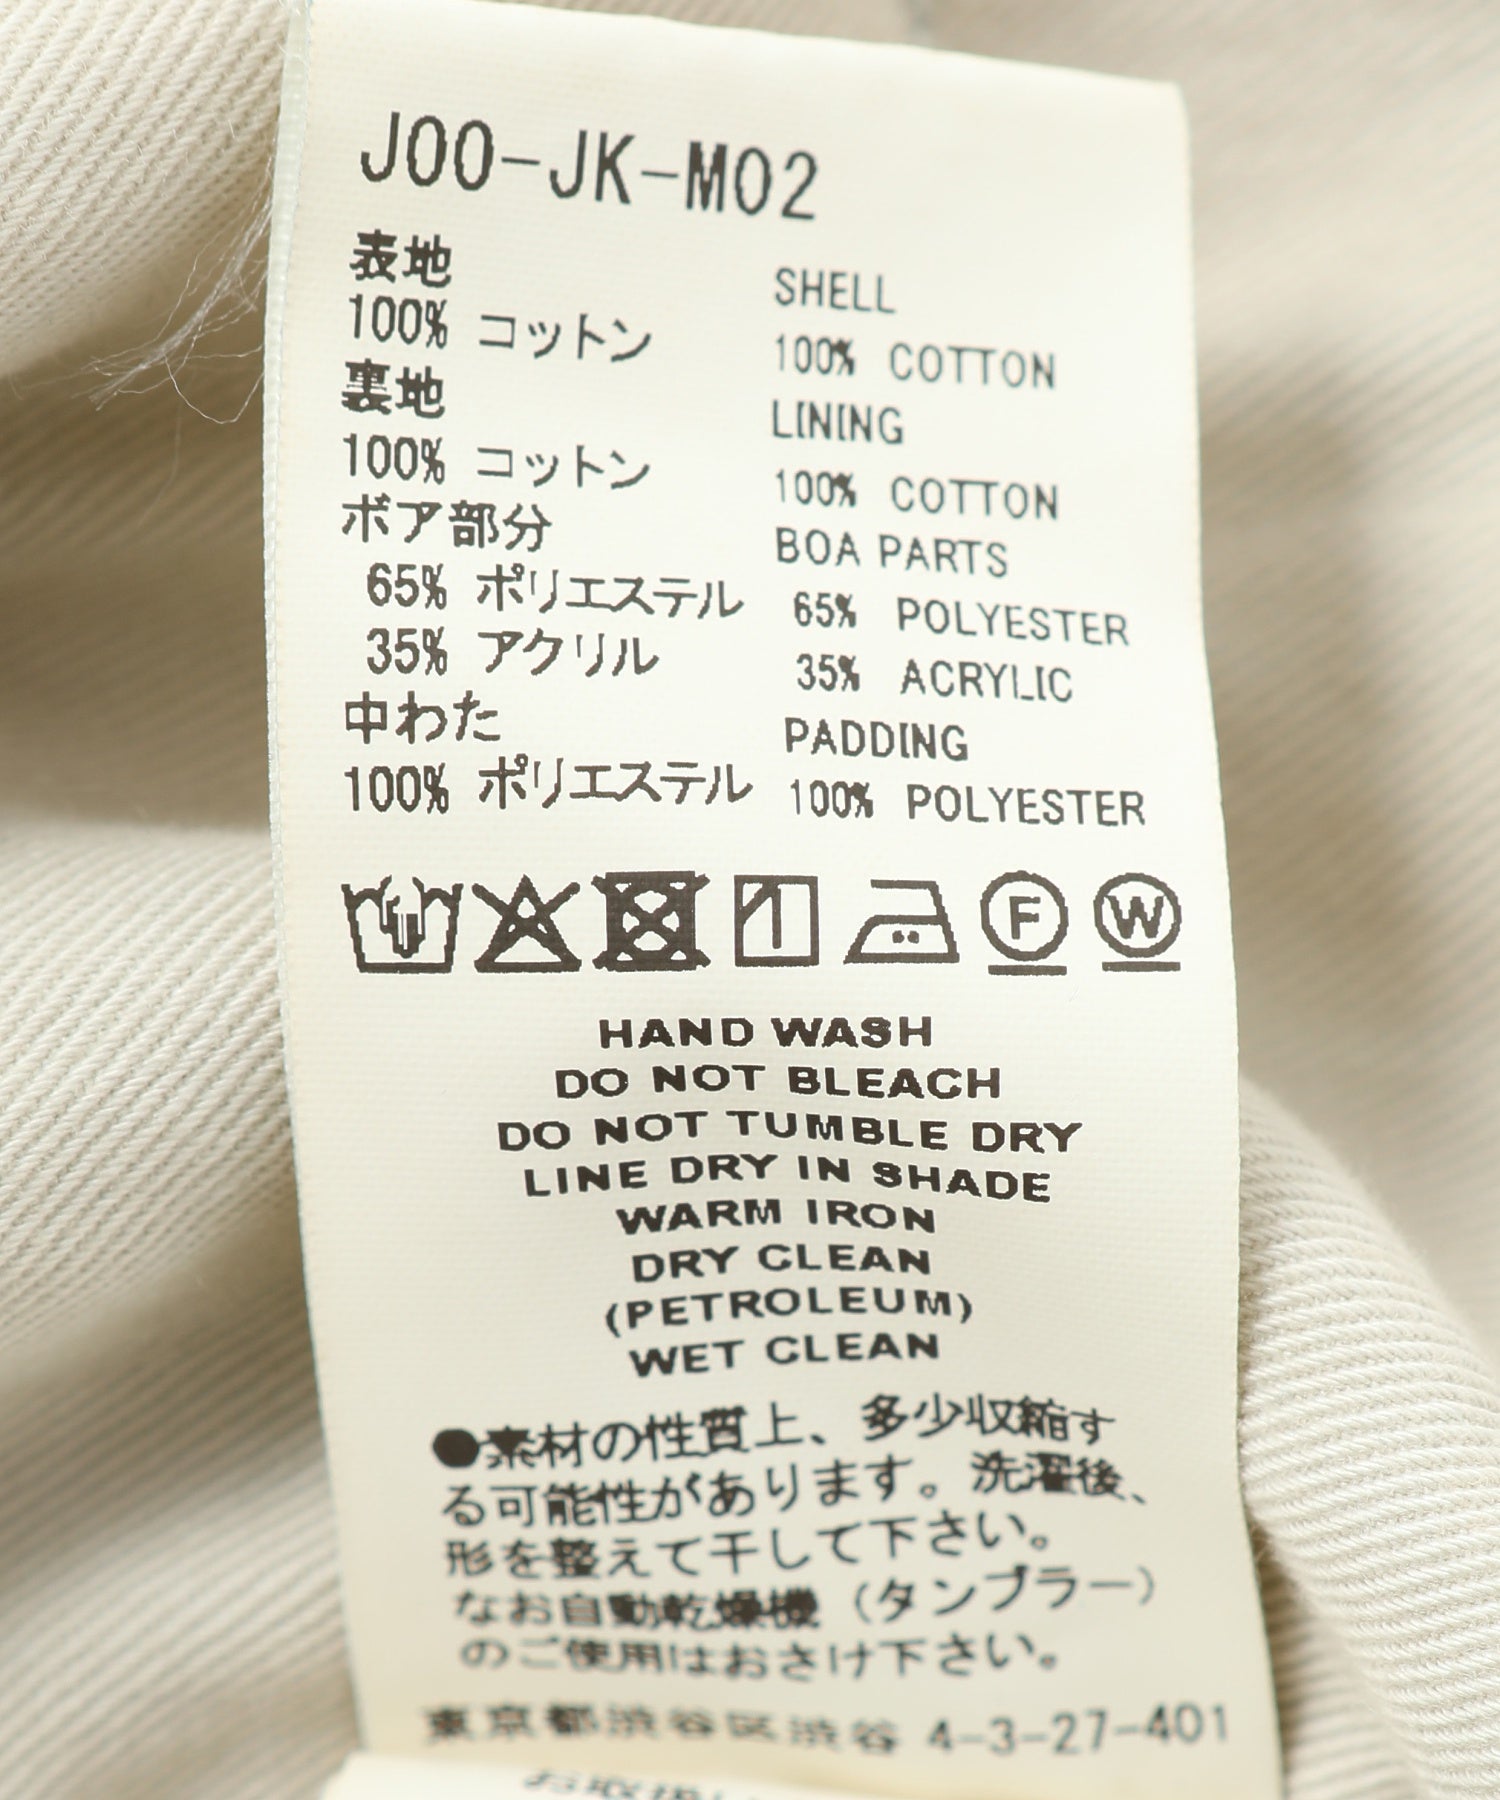 J00-JK-M02
表地 SHELL
100% コットン 100% COTTON
裏地 LINING
100% コットン 100% COTTON
ボア部分 BOA PARTS
65% ポリエステル 65% POLYESTER
35% アクリル 35% ACRYLIC
中わた PADDING
100% ポリエステル 100% POLYESTER
F W
HAND WASH
DO NOT BLEACH
DO NOT TUMBLE DRY
LINE DRY IN SHADE
WARM IRON
DRY CLEAN
(PETROLEUM)
WET CLEAN
●素材の性質上、多少収縮す
る可能性があります。洗濯後、
形を整えて干して下さい。
なお自動乾燥機（タンブラー）
のご使用はおさけ下さい。
東京都渋谷区渋谷 4-3-27-401